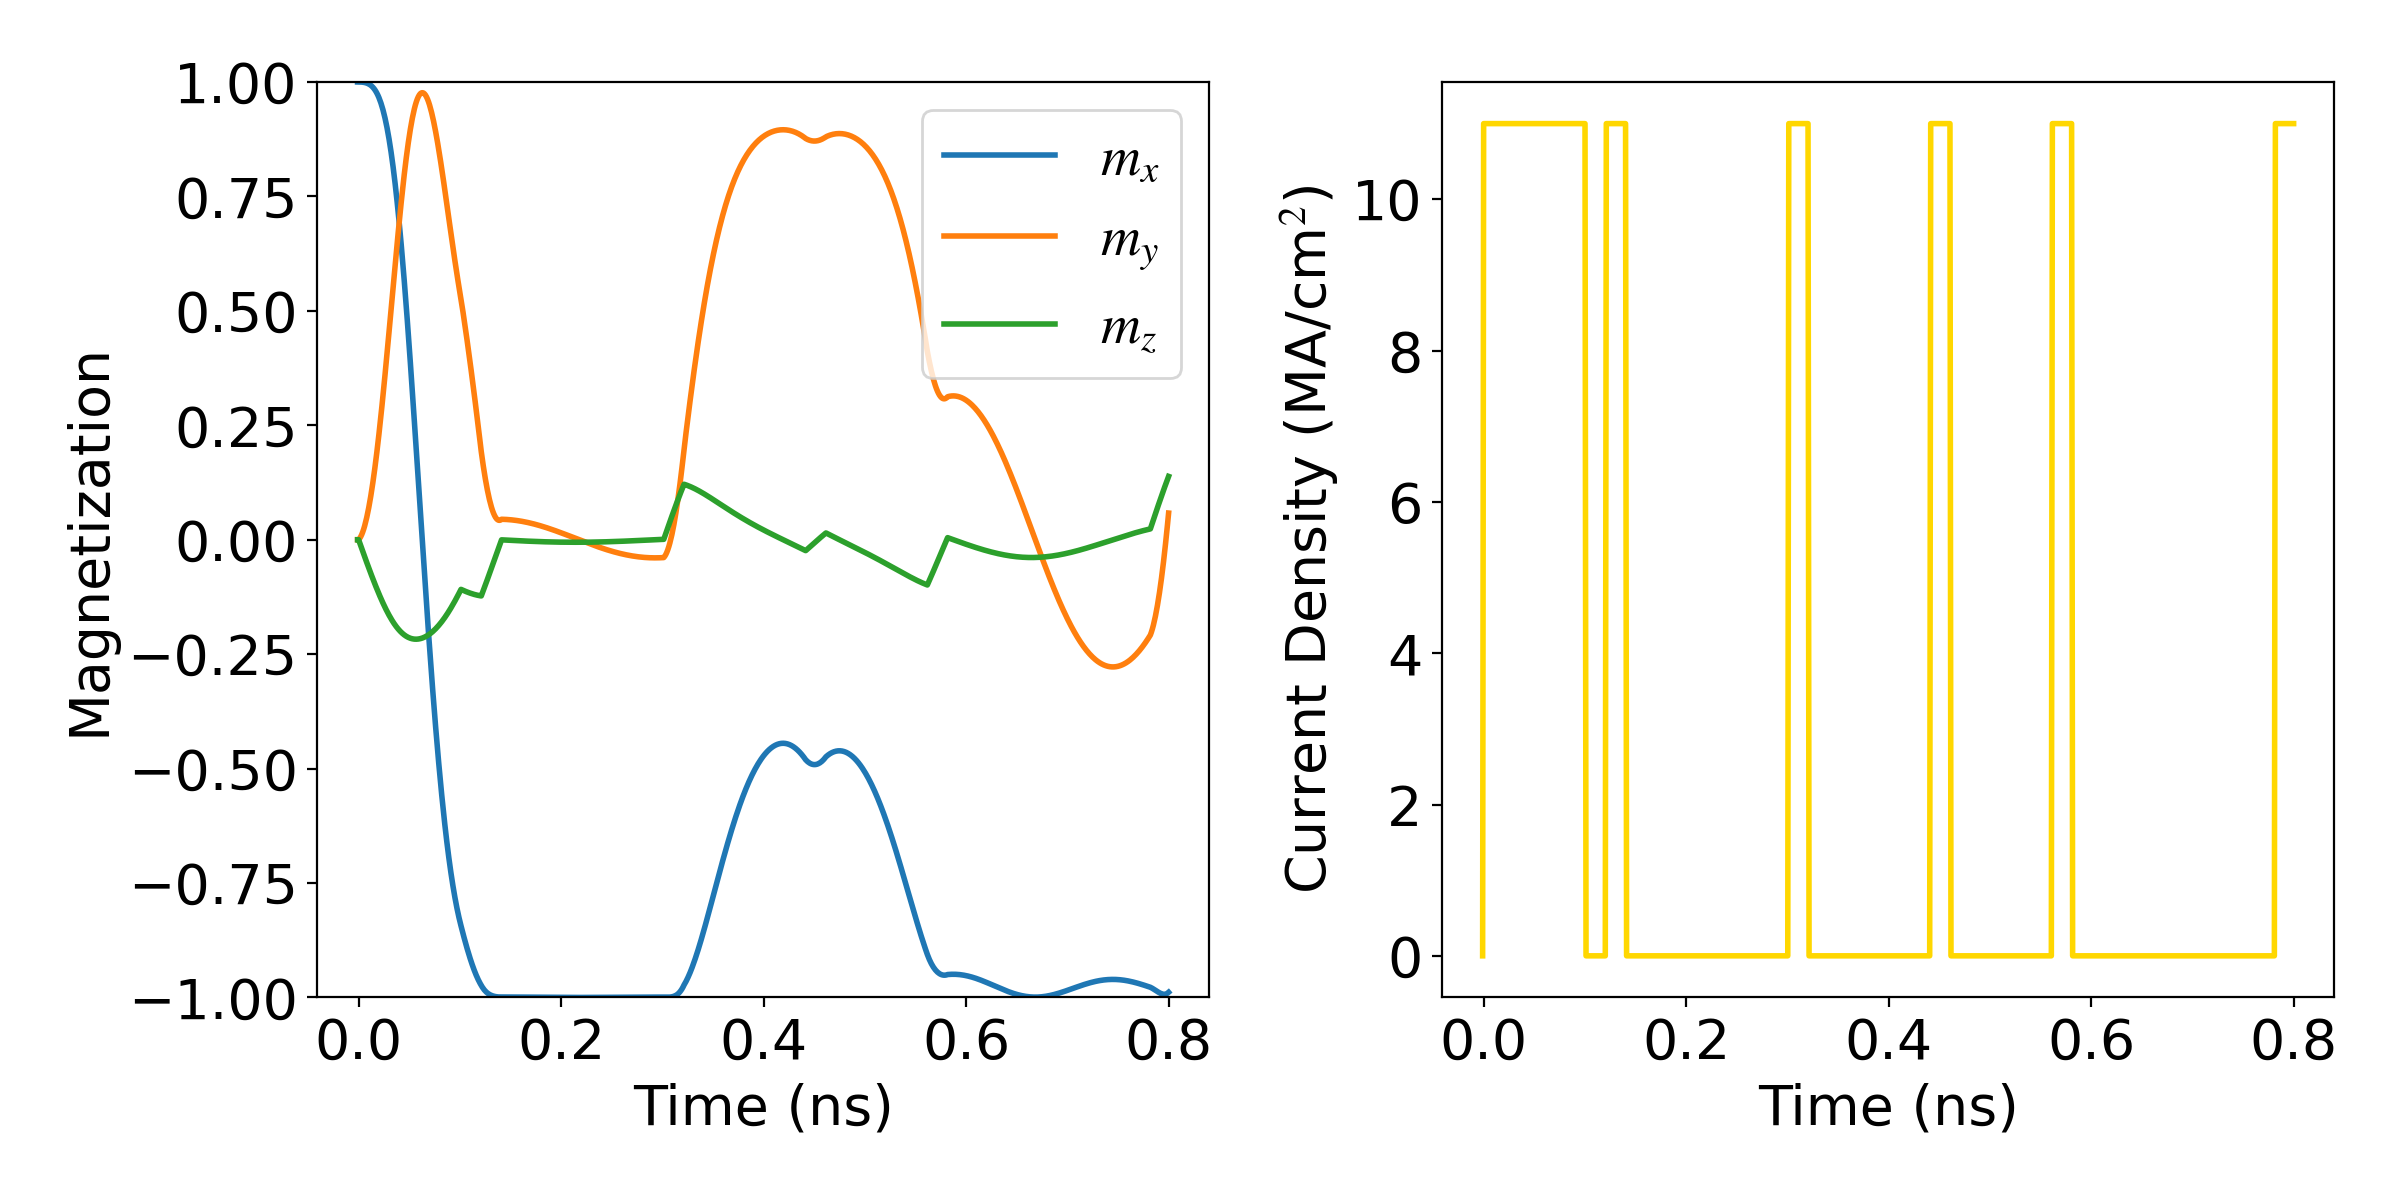 1.00
0.75
0.50
0.25
0.00
−0.25
−0.50
−0.75
−1.00
Magnetization
0.0 0.2 0.4 0.6 0.8
Time (ns)
m_x
m_y
m_z
10
8
6
4
2
0
Current Density (MA/cm²)
0.0 0.2 0.4 0.6 0.8
Time (ns)